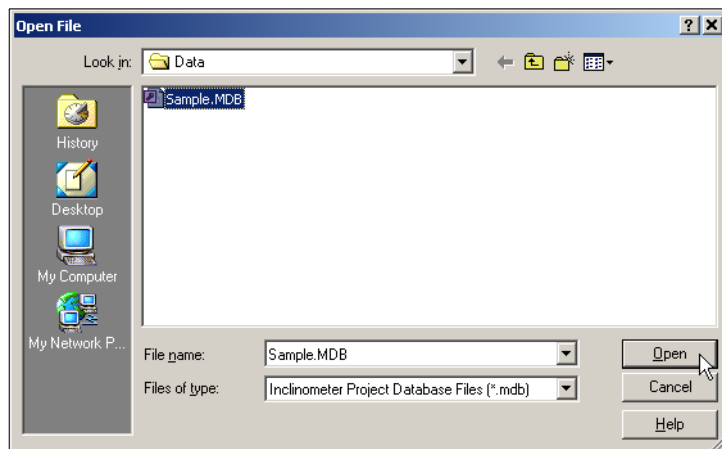 Open File
Look in: Data
Sample.MDB
History
Desktop
My Computer
My Network P...
File name: Sample.MDB Open
Files of type: Inclinometer Project Database Files (*.mdb) Cancel
Help